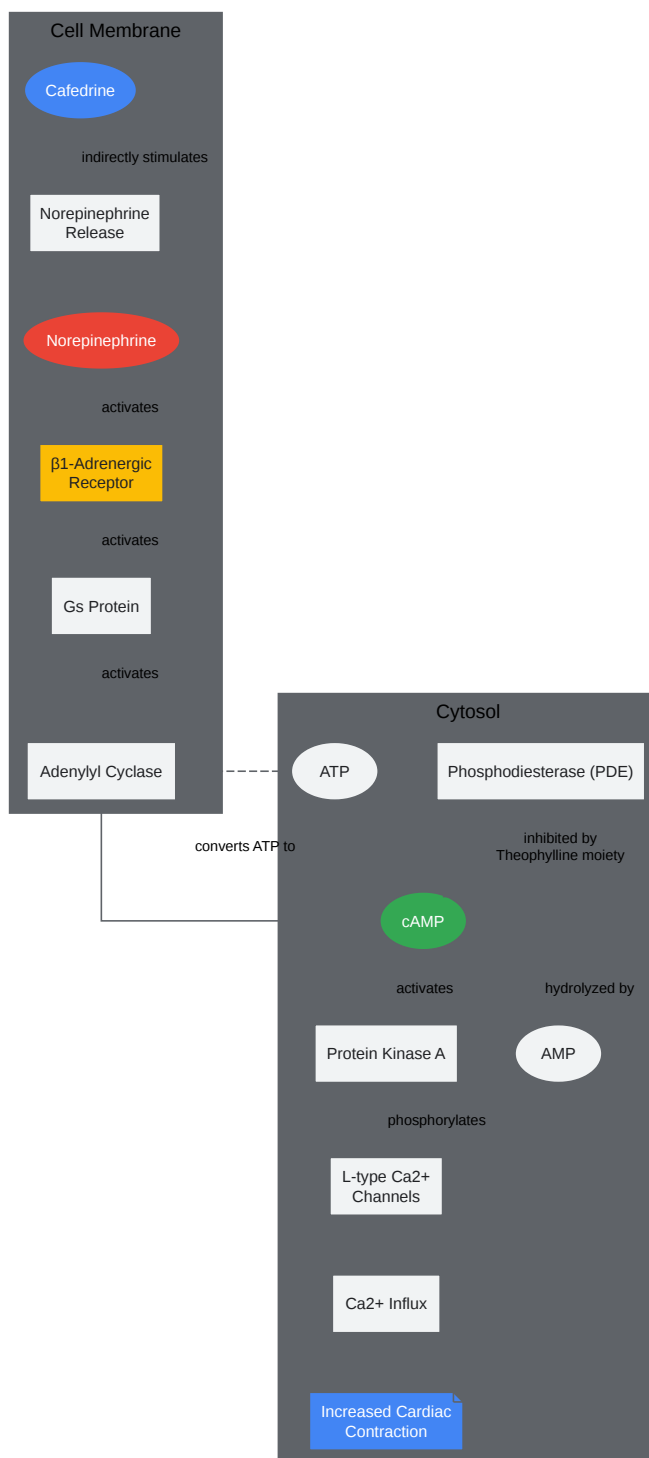 Cell Membrane
Cafedrine
indirectly stimulates
Norepinephrine
Release
Norepinephrine
activates
β1-Adrenergic
Receptor
activates
Gs Protein
activates
Adenylyl Cyclase
Cytosol
ATP
Phosphodiesterase (PDE)
converts ATP to
inhibited by
Theophylline moiety
cAMP
activates
hydrolyzed by
Protein Kinase A
AMP
phosphorylates
L-type Ca2+
Channels
Ca2+ Influx
Increased Cardiac
Contraction